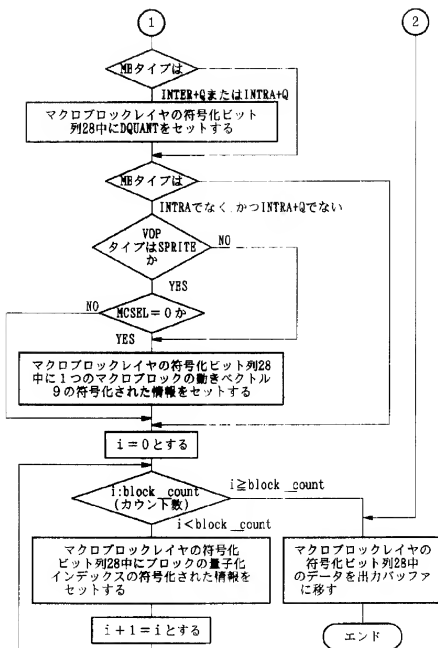 1
2
MBタイプは
INTER+QまたはINTRA+Q
マクロブロックレイヤの符号化ビット
列28中にDQUANTをセットする
MBタイプは
INTRAでなく,かつINTRA+Qでない
VOP
タイプはSPRITE
か
NO
YES
NO
MCSEL=0か
YES
マクロブロックレイヤの符号化ビット列28
中に1つのマクロブロックの動きベクトル
9の符号化された情報をセットする
i=0とする
i:block_count
(カウント数)
i≧block_count
i<block_count
マクロブロックレイヤの符号化
ビット列28中にブロックの量子化
インデックスの符号化された情報を
セットする
マクロブロックレイヤの
符号化ビット列28中
のデータを出力バッファ
に移す
i+1=iとする
エンド